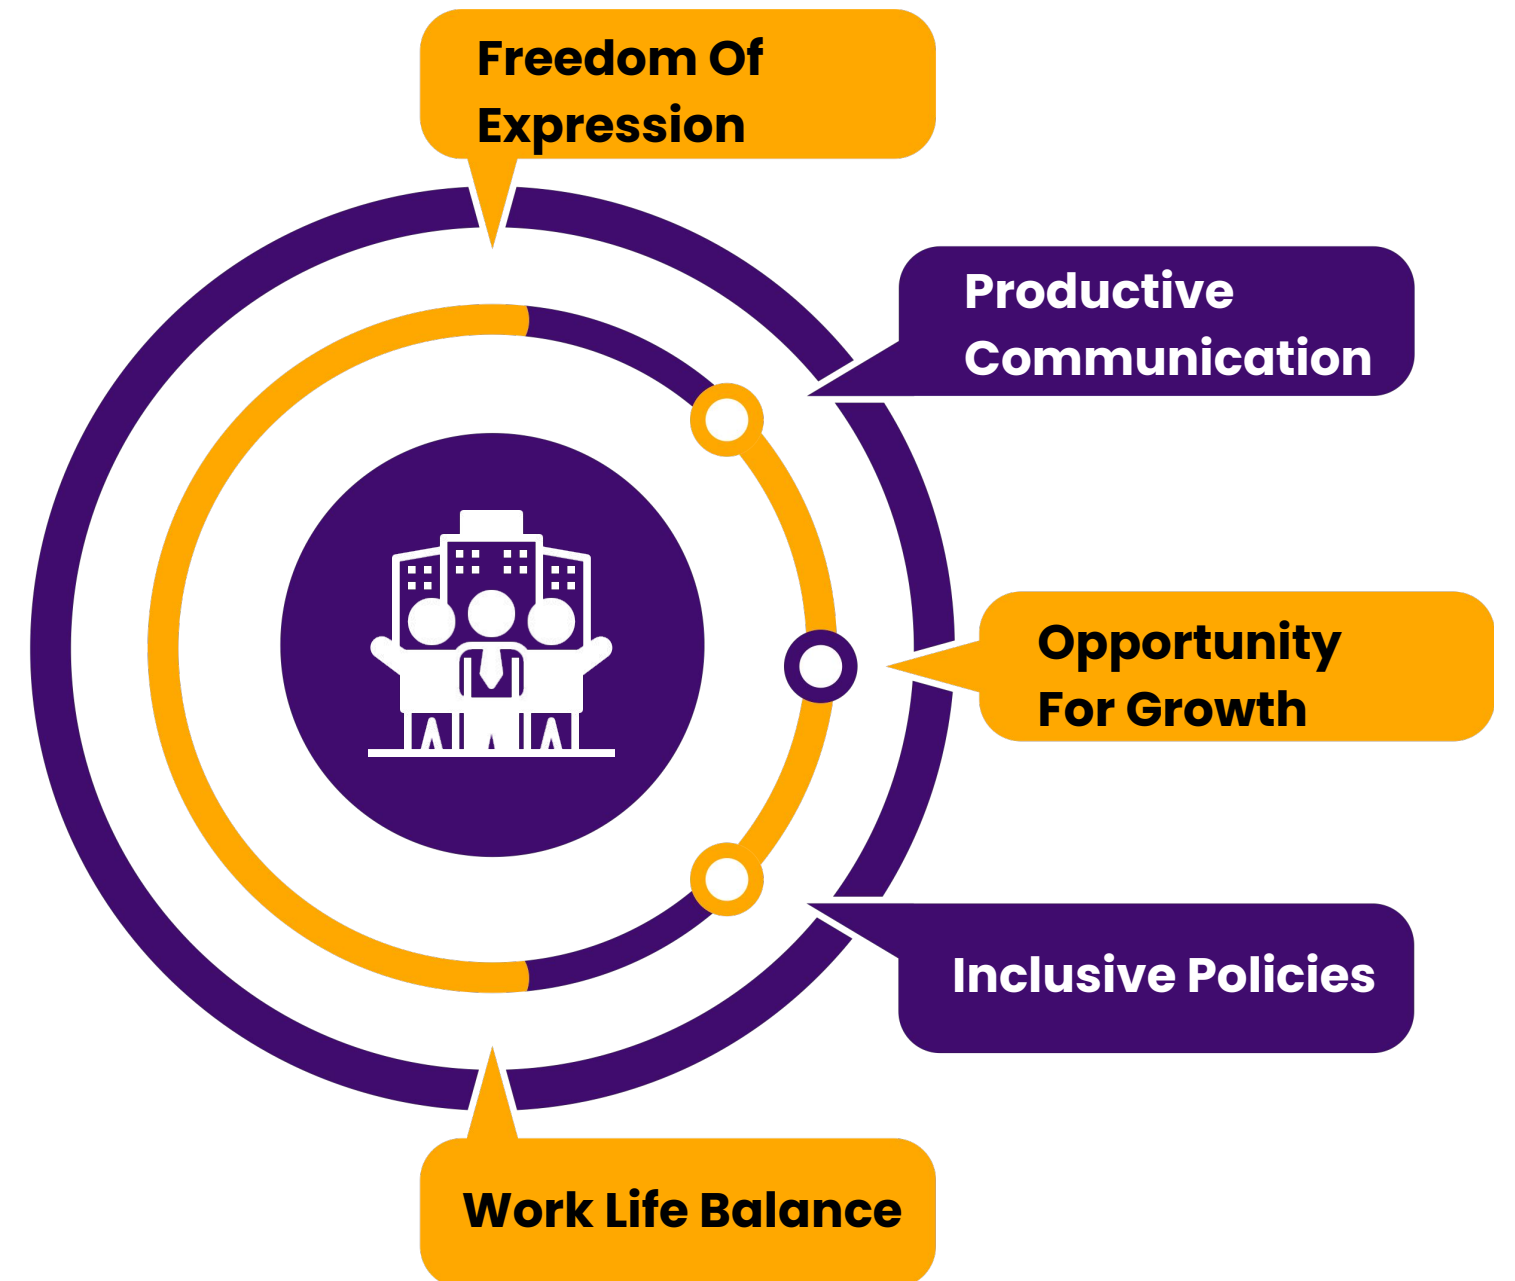 Freedom Of
Expression
Productive
Communication
Opportunity
For Growth
Inclusive Policies
Work Life Balance